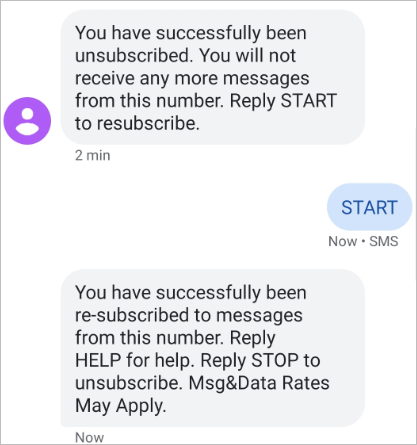 You have successfully been
unsubscribed. You will not
receive any more messages
from this number. Reply START
to resubscribe.
2 min
START
Now • SMS
You have successfully been
re-subscribed to messages
from this number. Reply
HELP for help. Reply STOP to
unsubscribe. Msg&Data Rates
May Apply.
Now